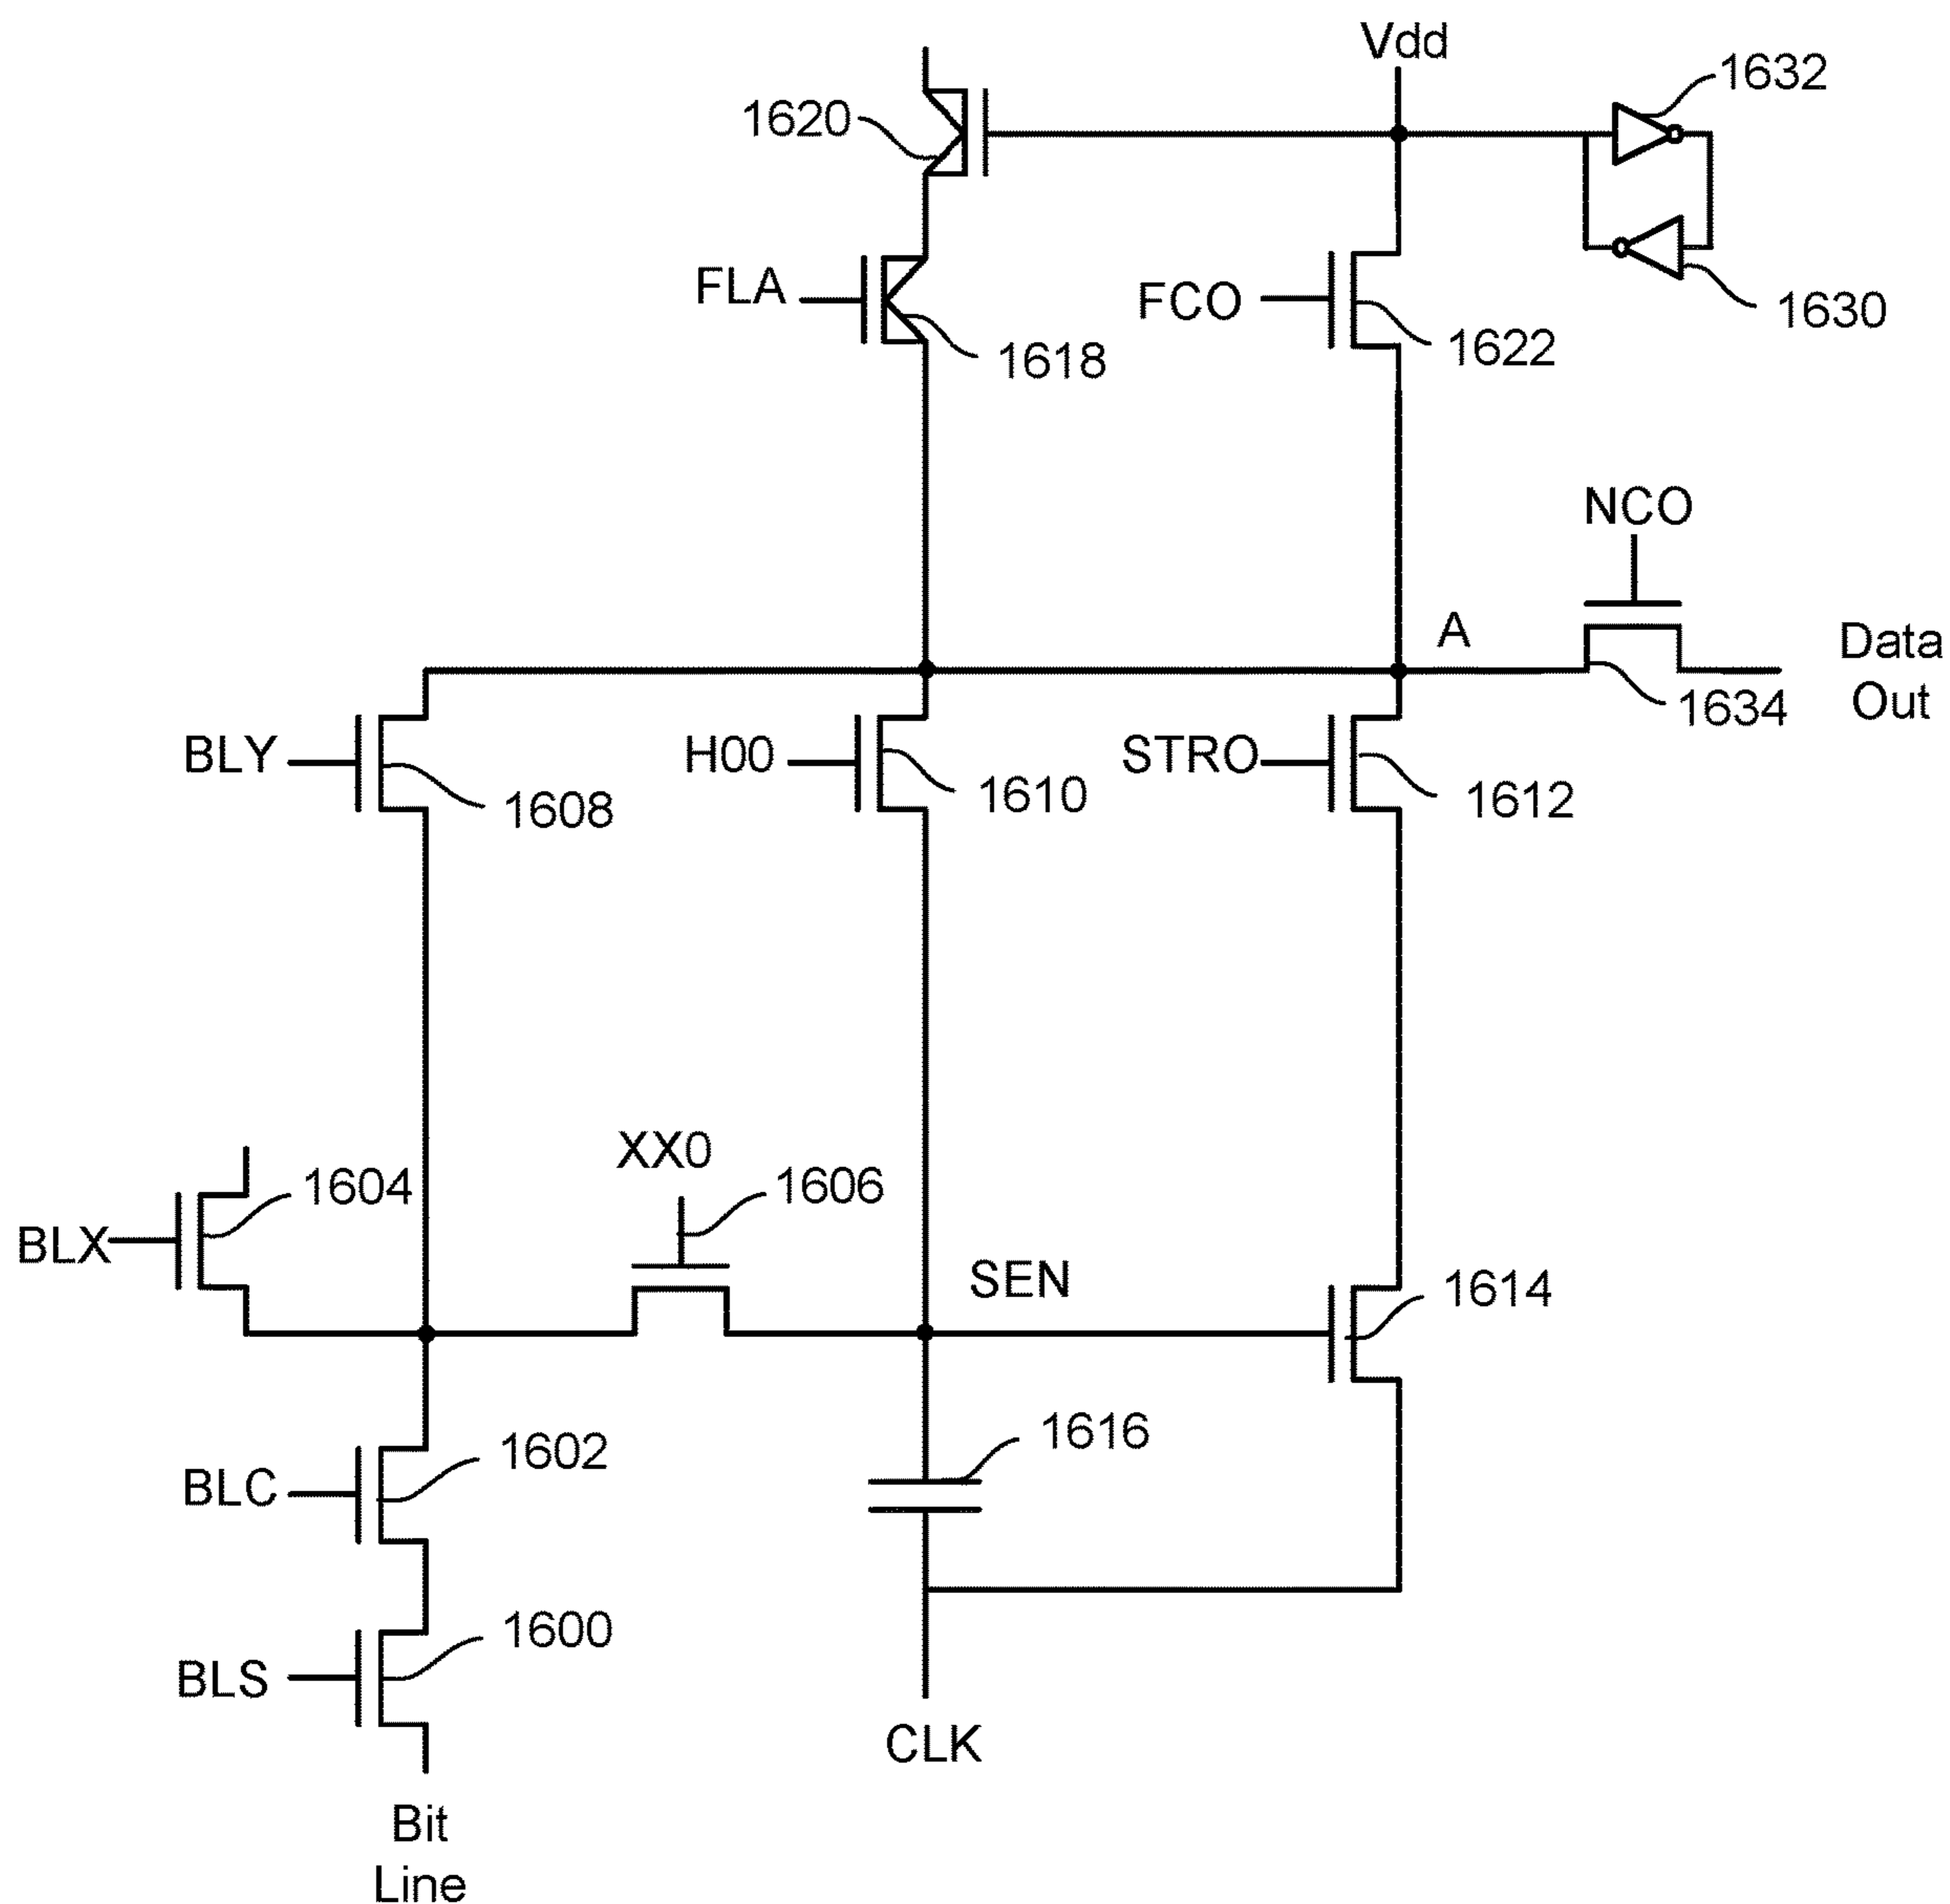 Vdd
1632
1620
FLA
FCO
1630
1618
1622
NCO
A
Data
Out
1634
BLY
H00
STRO
1608
1610
1612
XX0
1604
1606
BLX
SEN
1614
1616
BLC
1602
1600
BLS
CLK
Bit
Line